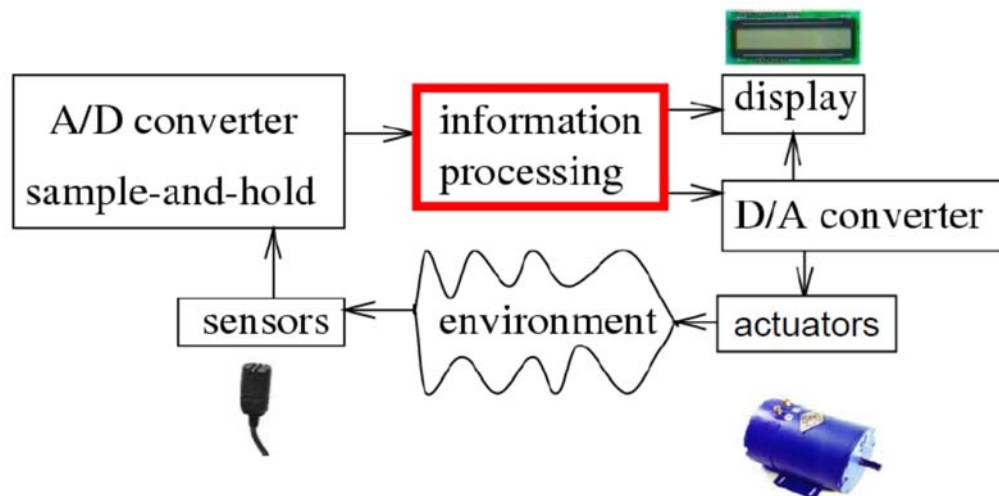 A/D converter
sample-and-hold
information
processing
display
D/A converter
sensors
environment
actuators